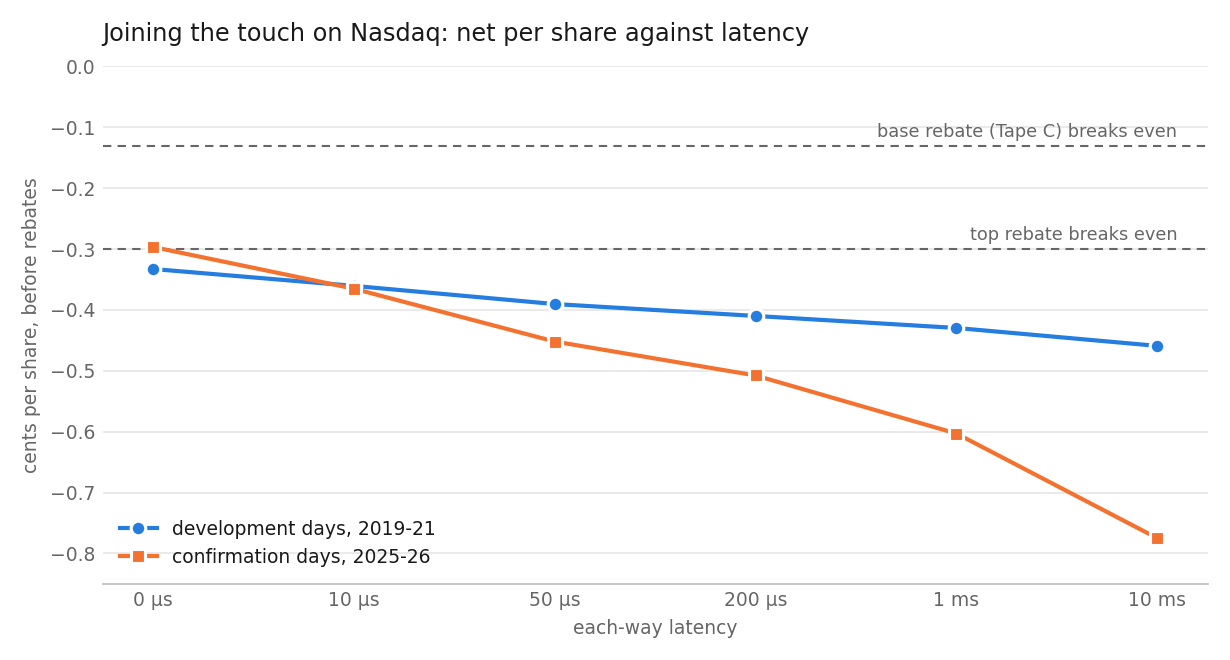 Joining the touch on Nasdaq: net per share against latency
cents per share, before rebates
0.0
−0.1
−0.2
−0.3
−0.4
−0.5
−0.6
−0.7
−0.8
base rebate (Tape C) breaks even
top rebate breaks even
development days, 2019-21
confirmation days, 2025-26
0 µs
10 µs
50 µs
200 µs
1 ms
10 ms
each-way latency